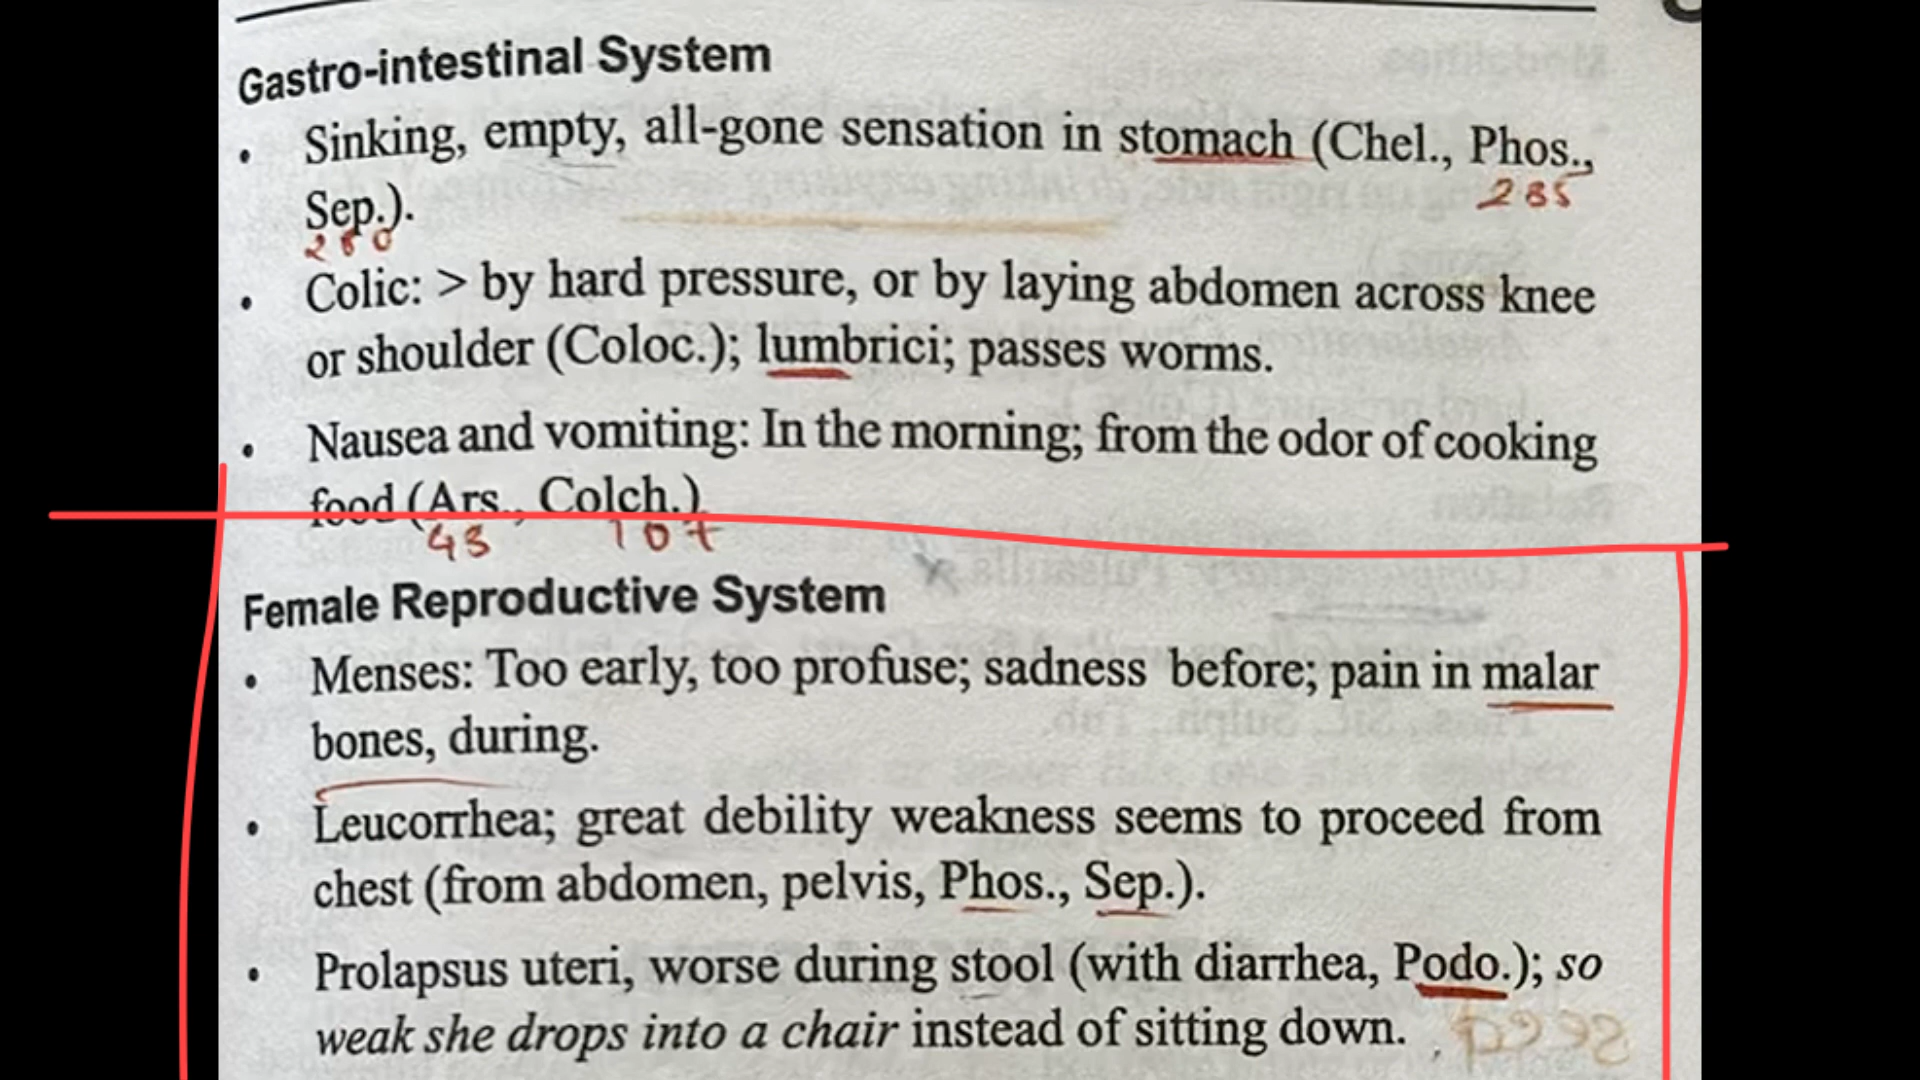 Gastro-intestinal System
• Sinking, empty, all-gone sensation in stomach (Chel., Phos.,
285
Sep.).
280
• Colic: > by hard pressure, or by laying abdomen across knee
or shoulder (Coloc.); lumbrici; passes worms.
• Nausea and vomiting: In the morning; from the odor of cooking
food (Ars., Colch.)
43 107
Female Reproductive System
• Menses: Too early, too profuse; sadness before; pain in malar
bones, during.
• Leucorrhea; great debility weakness seems to proceed from
chest (from abdomen, pelvis, Phos., Sep.).
• Prolapsus uteri, worse during stool (with diarrhea, Podo.); so
weak she drops into a chair instead of sitting down.